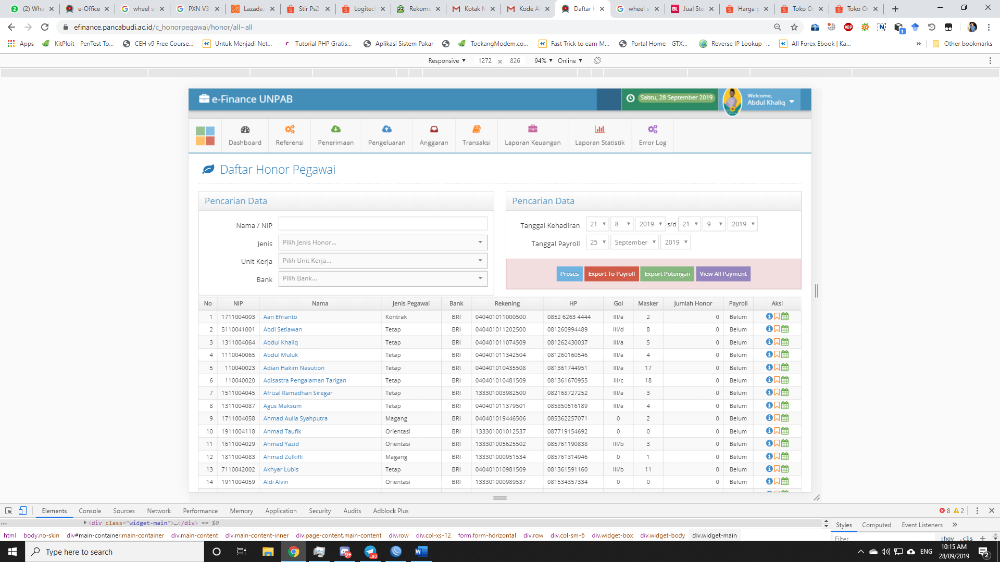 (2) Wha
e-Office
wheel s
PXN V3
Lazada.
Stir Ps2
Logitec
Rekome
Kotak M
Kode A
Daftar H
wheel s
Jual Ste
Harga p
Toko O
Toko O
efinance.pancabudi.ac.id/c_honorpegawai/honor/all~all
Apps
KitPloit - PenTest To...
CEH v9 Free Course...
Untuk Menjadi Net...
Tutorial PHP Gratis...
Aplikasi Sistem Pakar
ToekangModem.co...
Fast Trick to earn M...
Portal Home - GTX...
Reverse IP Lookup -...
All Forex Ebook | Ka...
» Other bookmarks
Responsive ▼ 1272 x 826 94% ▼ Online ▼
e-Finance UNPAB
Sabtu, 28 September 2019
Welcome,
Abdul Khaliq
Dashboard Referensi Penerimaan Pengeluaran Anggaran Transaksi Laporan Keuangan Laporan Statistik Error Log
Daftar Honor Pegawai
Pencarian Data
Nama / NIP
Jenis Pilih Jenis Honor...
Unit Kerja Pilih Unit Kerja...
Bank Pilih Bank...
Pencarian Data
Tanggal Kehadiran 21 8 2019 s/d 21 9 2019
Tanggal Payroll 25 September 2019
Proses Export To Payroll Export Potongan View All Payment
No NIP Nama Jenis Pegawai Bank Rekening HP Gol Masker Jumlah Honor Payroll Aksi
1 1711004003 Aan Efrianto Kontrak BRI 040401011000500 0852 6263 4444 III/a 2 0 Belum
2 5110041001 Abdi Setiawan Tetap BRI 040401011202500 081260994489 III/d 8 0 Belum
3 1311004064 Abdul Khaliq Tetap BRI 040401011074509 081262430037 III/a 5 0 Belum
4 1110040065 Abdul Muluk Tetap BRI 040401011342504 081260160546 III/a 4 0 Belum
5 110040023 Adian Hakim Nasution Tetap BRI 040401010435508 081361744951 III/a 17 0 Belum
6 110040020 Adisastra Pengalaman Tarigan Tetap BRI 040401010481509 081361670955 III/c 18 0 Belum
7 1511004045 Afrizal Ramadhan Siregar Tetap BRI 133301003982500 082168727252 III/a 3 0 Belum
8 1311004087 Agus Maksum Tetap BRI 040401011379501 085850516189 III/a 4 0 Belum
9 1711004058 Ahmad Aulia Syahputra Magang BRI 040401019446506 085362257071 0 2 0 Belum
10 1911004118 Ahmad Taufik Orientasi BRI 133301001012537 087719154692 0 0 0 Belum
11 1611004029 Ahmad Yazid Orientasi BRI 133301005625502 085761190838 III/b 3 0 Belum
12 1811004083 Ahmad Zulkifli Magang BRI 133301000951534 085761314946 0 1 0 Belum
13 7110042002 Akhyar Lubis Tetap BRI 040401010981509 081361591160 III/b 11 0 Belum
14 1911004059 Aldi Alvin Orientasi BRI 133301000989537 081534357334 0 0 0 Belum
Elements Console Sources Network Performance Memory Application Security Audits Adblock Plus 8 2
... <div class="widget-main">…</div> == $0
Styles Computed Event Listeners »
html body.no-skin div#main-container.main-container div.main-content div.main-content-inner div.page-content.main-content div.row div.col-xs-12 form.form-horizontal div.row div.col-sm-6 div.widget-box div.widget-body div.widget-main
Filter :hov .cls +
Type here to search
9+
80
ENG
10:15 AM
28/09/2019
2